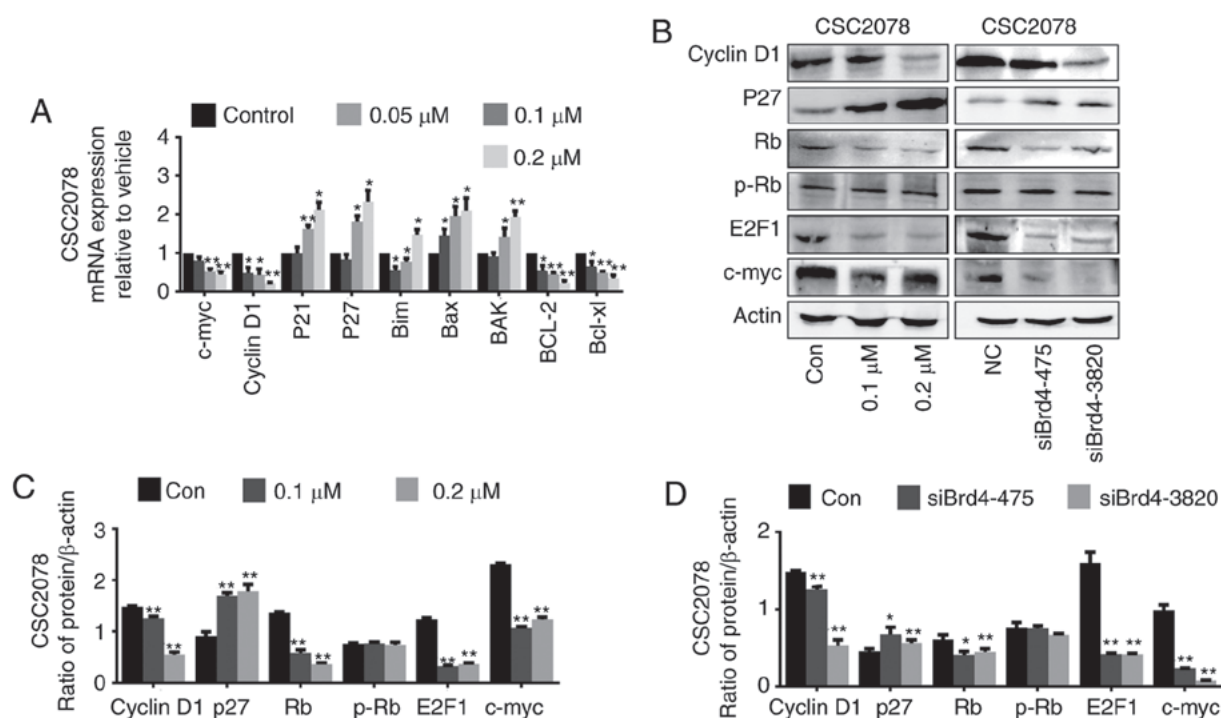 A
Control
0.05 μM
0.1 μM
0.2 μM
CSC2078
mRNA expression
relative to vehicle
4
3
2
1
0
** ** * * ** * * * * * * * * * * * ** * ** ** * ** **
c-myc
Cyclin D1
P21
P27
Bim
Bax
BAK
BCL-2
Bcl-xl
B
CSC2078
CSC2078
Cyclin D1
P27
Rb
p-Rb
E2F1
c-myc
Actin
Con
0.1 μM
0.2 μM
NC
siBrd4-475
siBrd4-3820
C
Con
0.1 μM
0.2 μM
CSC2078
Ratio of protein/β-actin
3
2
1
0
** ** ** ** ** ** ** ** ** **
Cyclin D1 p27 Rb p-Rb E2F1 c-myc
D
Con
siBrd4-475
siBrd4-3820
CSC2078
Ratio of protein/β-actin
2
1
0
** ** * ** * ** ** ** ** **
Cyclin D1 p27 Rb p-Rb E2F1 c-myc